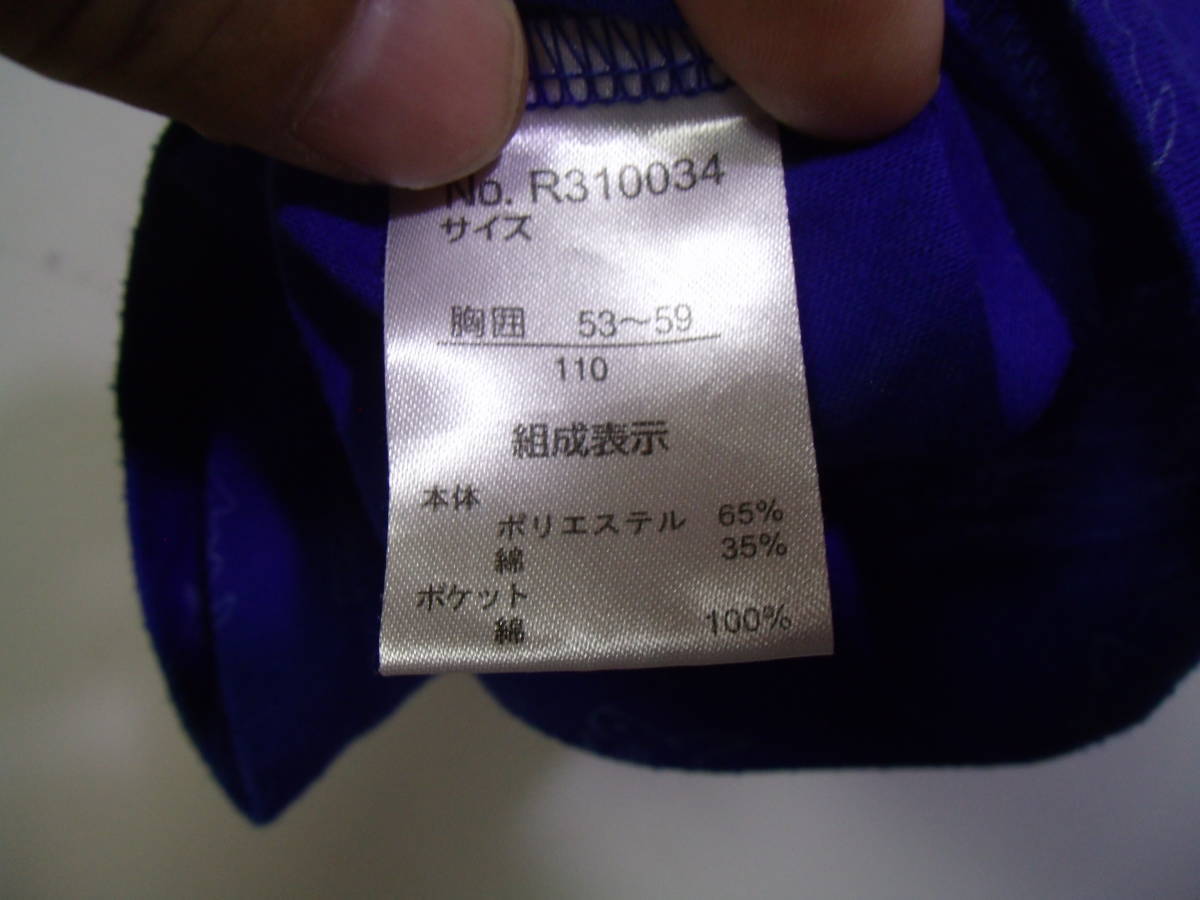 No. R310034
サイズ
胸囲 53〜59
110
組成表示
本体
ポリエステル 65%
綿 35%
ポケット
綿 100%